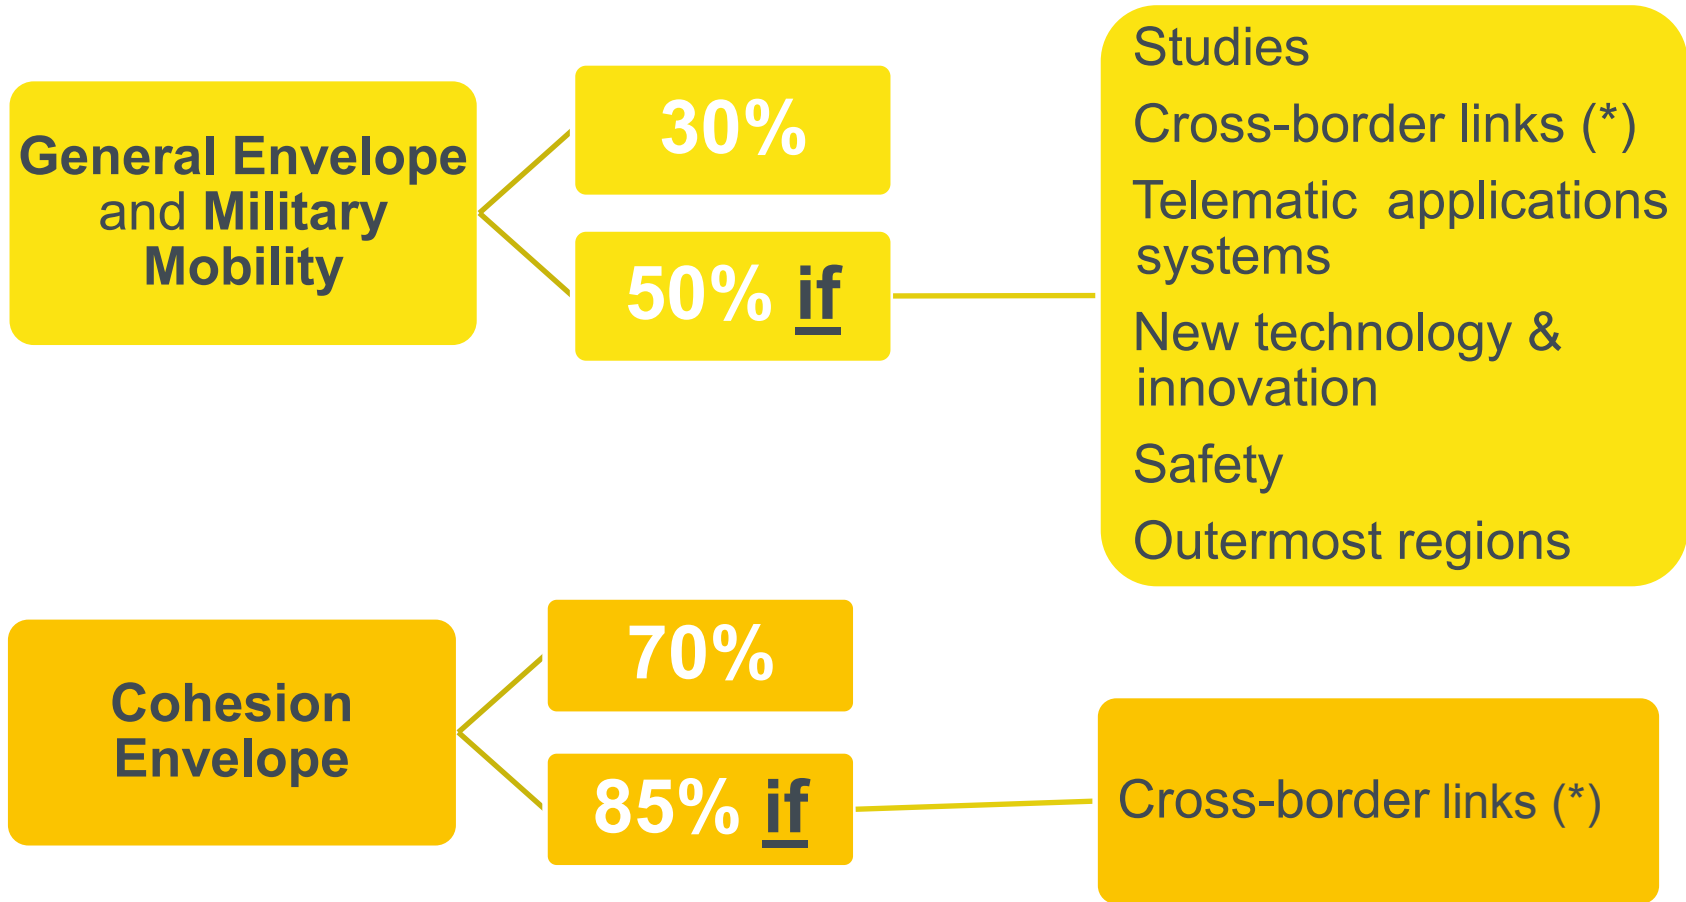 General Envelope
and Military
Mobility
30%
50% if
Studies
Cross-border links (*)
Telematic applications
systems
New technology &
innovation
Safety
Outermost regions
Cohesion
Envelope
70%
85% if
Cross-border links (*)